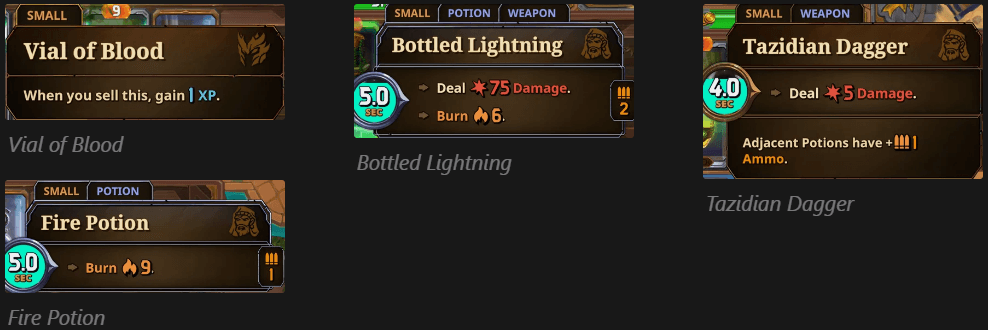 SMALL
9
Vial of Blood
When you sell this, gain 1 XP.
Vial of Blood
SMALL POTION WEAPON
Bottled Lightning
5.0
SEC
Deal 75 Damage.
Burn 6.
2
Bottled Lightning
SMALL WEAPON
Tazidian Dagger
4.0
SEC
Deal 5 Damage.
Adjacent Potions have + 1
Ammo.
Tazidian Dagger
SMALL POTION
Fire Potion
5.0
SEC
Burn 9.
1
Fire Potion